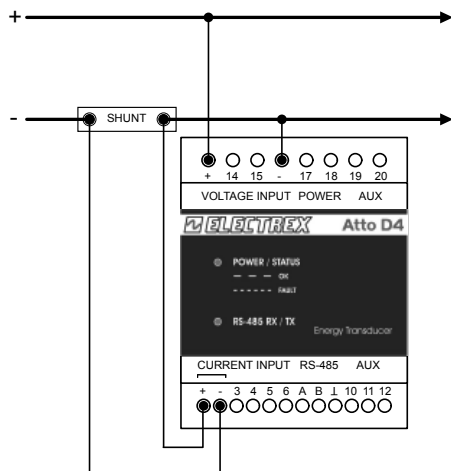 +
- SHUNT
+ 14 15 - 17 18 19 20
VOLTAGE INPUT POWER AUX
ELECTREX Atto D4
POWER / STATUS
— — — OK
- - - - - - FAULT
RS-485 RX / TX
Energy Transducer
CURRENT INPUT RS-485 AUX
+ - 3 4 5 6 A B ⊥ 10 11 12